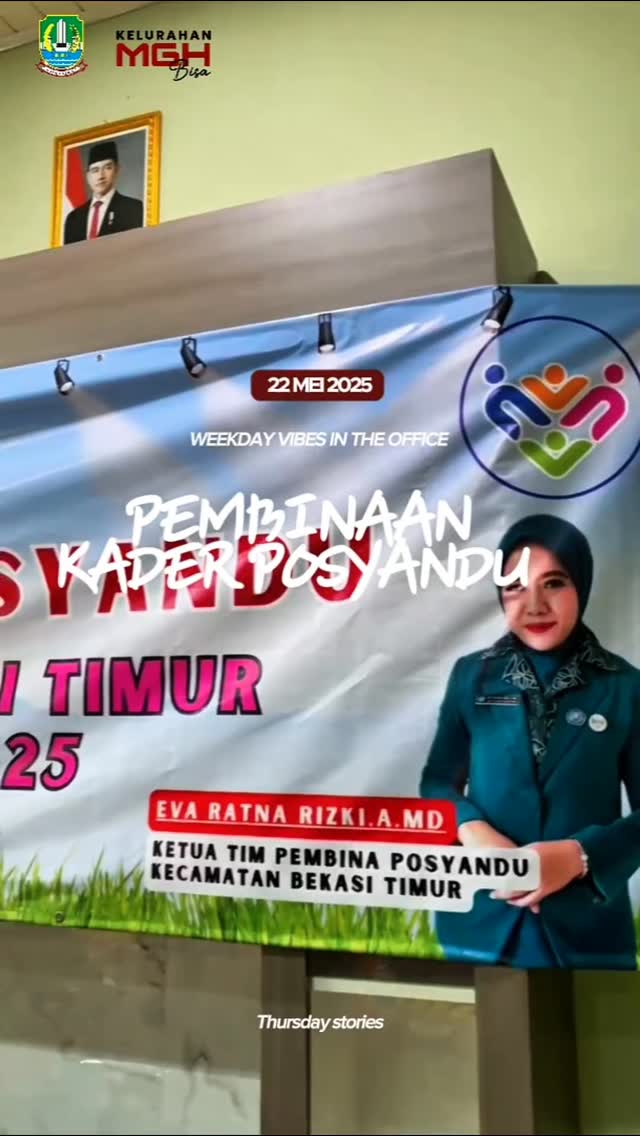 KELURAHAN
MGH
Bisa
22 MEI 2025
WEEKDAY VIBES IN THE OFFICE
PEMBINAAN
KADER POSYANDU
SYANDU
I TIMUR
25
EVA RATNA RIZKI.A.MD
KETUA TIM PEMBINA POSYANDU
KECAMATAN BEKASI TIMUR
Thursday stories